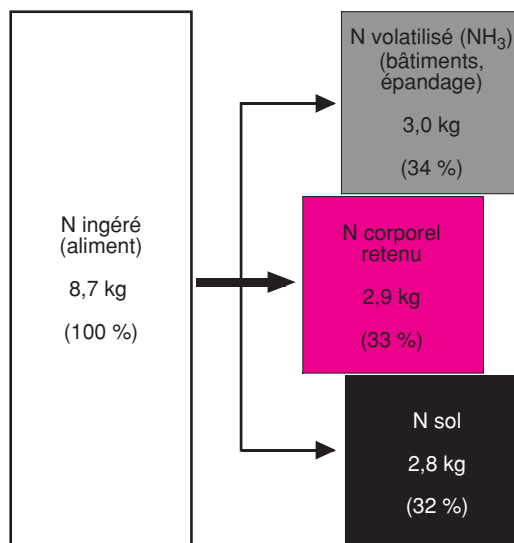 N ingéré
(aliment)
8,7 kg
(100 %)
N volatilisé (NH₃)
(bâtiments,
épandage)
3,0 kg
(34 %)
N corporel
retenu
2,9 kg
(33 %)
N sol
2,8 kg
(32 %)